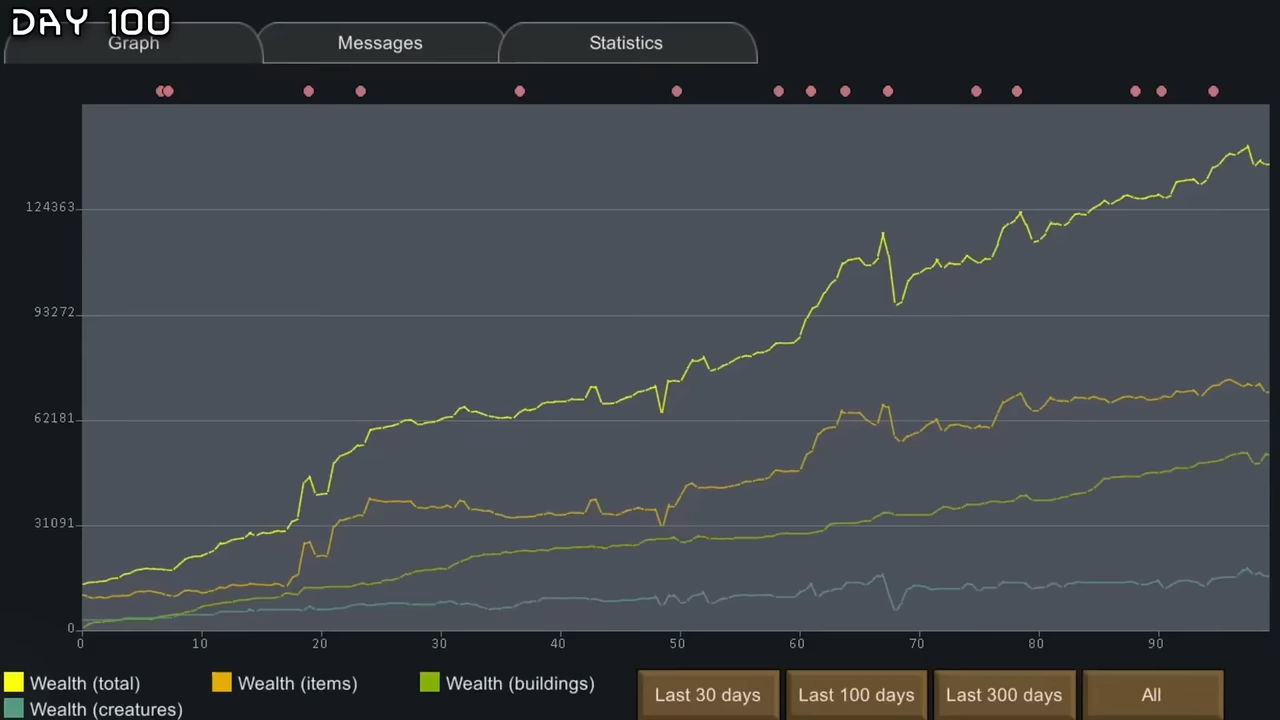 DAY 100
Graph Messages Statistics
124363
93272
62181
31091
0
0 10 20 30 40 50 60 70 80 90
Wealth (total) Wealth (items) Wealth (buildings)
Wealth (creatures)
Last 30 days Last 100 days Last 300 days All